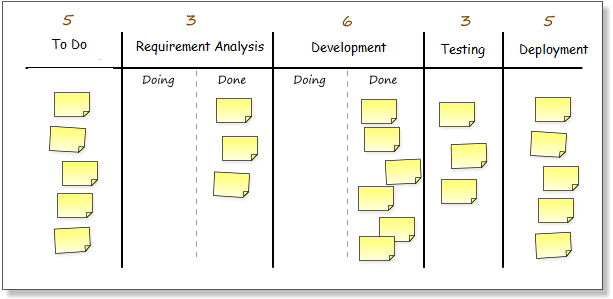 5 3 6 3 5
To Do Requirement Analysis Development Testing Deployment
Doing Done Doing Done